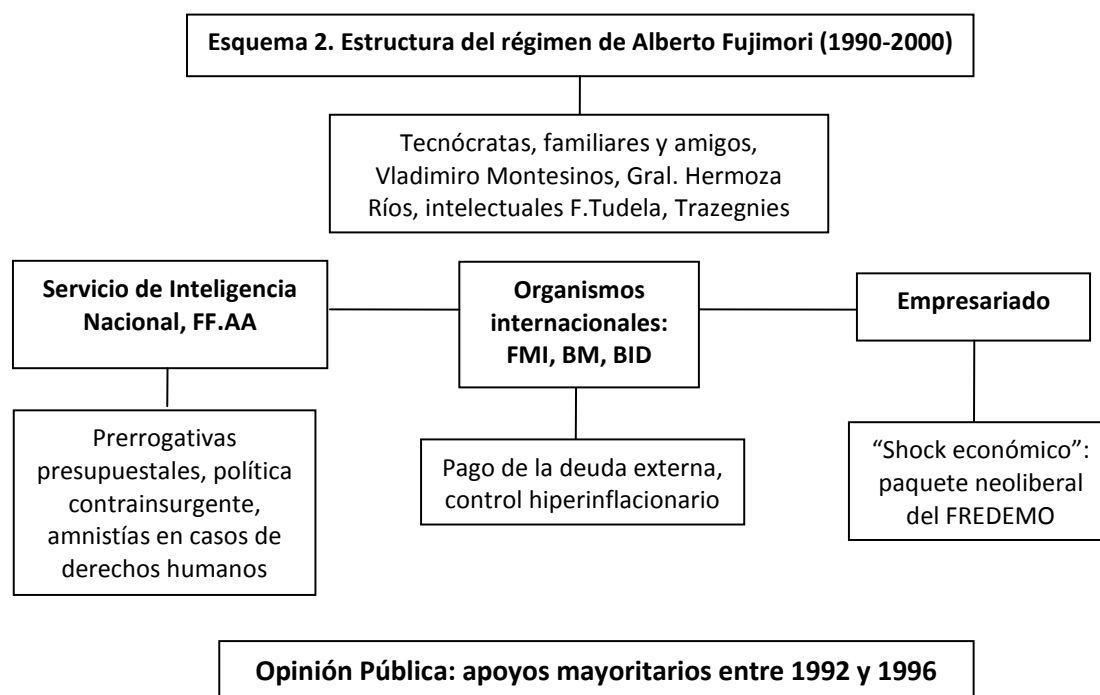 Esquema 2. Estructura del régimen de Alberto Fujimori (1990-2000)
Tecnócratas, familiares y amigos,
Vladimiro Montesinos, Gral. Hermoza
Ríos, intelectuales F.Tudela, Trazegnies
Servicio de Inteligencia
Nacional, FF.AA
Organismos
internacionales:
FMI, BM, BID
Empresariado
Prerrogativas
presupuestales, política
contrainsurgente,
amnistías en casos de
derechos humanos
Pago de la deuda externa,
control hiperinflacionario
“Shock económico”:
paquete neoliberal
del FREDEMO
Opinión Pública: apoyos mayoritarios entre 1992 y 1996